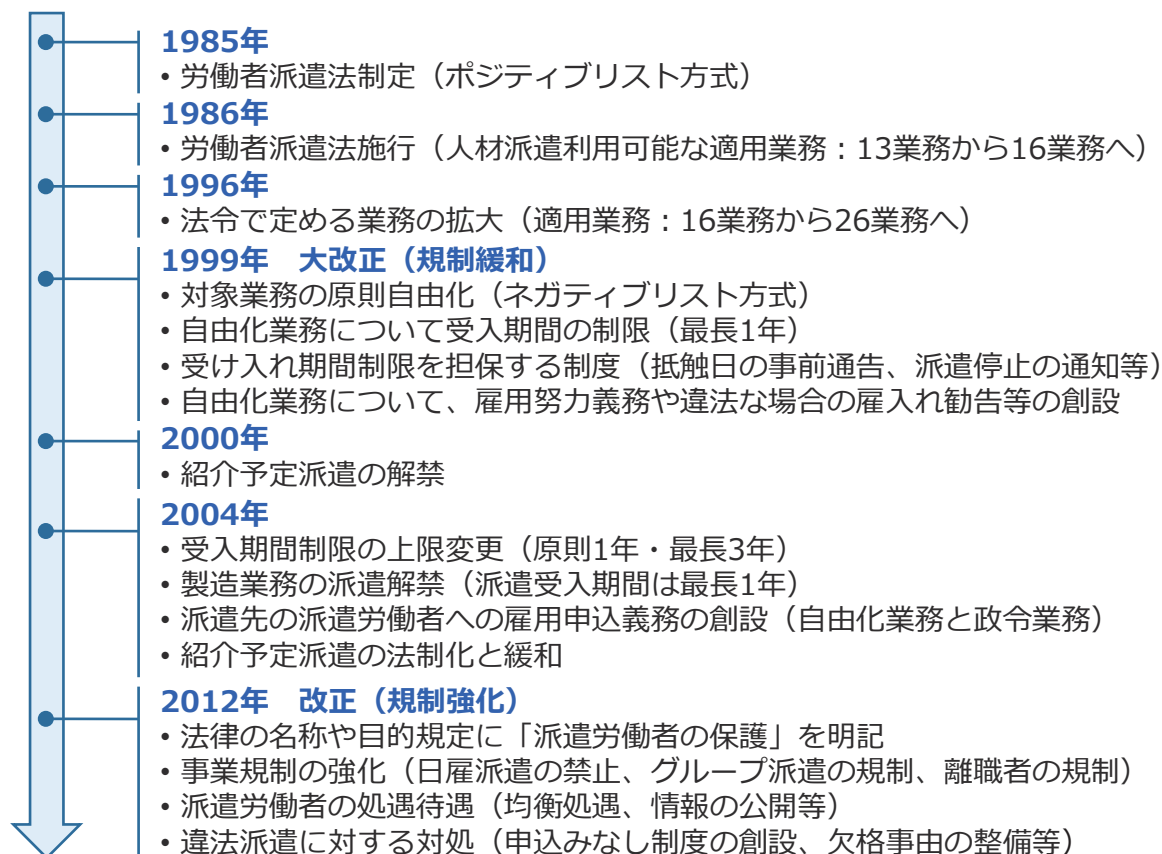 1985年
• 労働者派遣法制定（ポジティブリスト方式）
1986年
• 労働者派遣法施行（人材派遣利用可能な適用業務：13業務から16業務へ）
1996年
• 法令で定める業務の拡大（適用業務：16業務から26業務へ）
1999年　大改正（規制緩和）
• 対象業務の原則自由化（ネガティブリスト方式）
• 自由化業務について受入期間の制限（最長1年）
• 受け入れ期間制限を担保する制度（抵触日の事前通告、派遣停止の通知等）
• 自由化業務について、雇用努力義務や違法な場合の雇入れ勧告等の創設
2000年
• 紹介予定派遣の解禁
2004年
• 受入期間制限の上限変更（原則1年・最長3年）
• 製造業務の派遣解禁（派遣受入期間は最長1年）
• 派遣先の派遣労働者への雇用申込義務の創設（自由化業務と政令業務）
• 紹介予定派遣の法制化と緩和
2012年　改正（規制強化）
• 法律の名称や目的規定に「派遣労働者の保護」を明記
• 事業規制の強化（日雇派遣の禁止、グループ派遣の規制、離職者の規制）
• 派遣労働者の処遇待遇（均衡処遇、情報の公開等）
• 違法派遣に対する対処（申込みなし制度の創設、欠格事由の整備等）